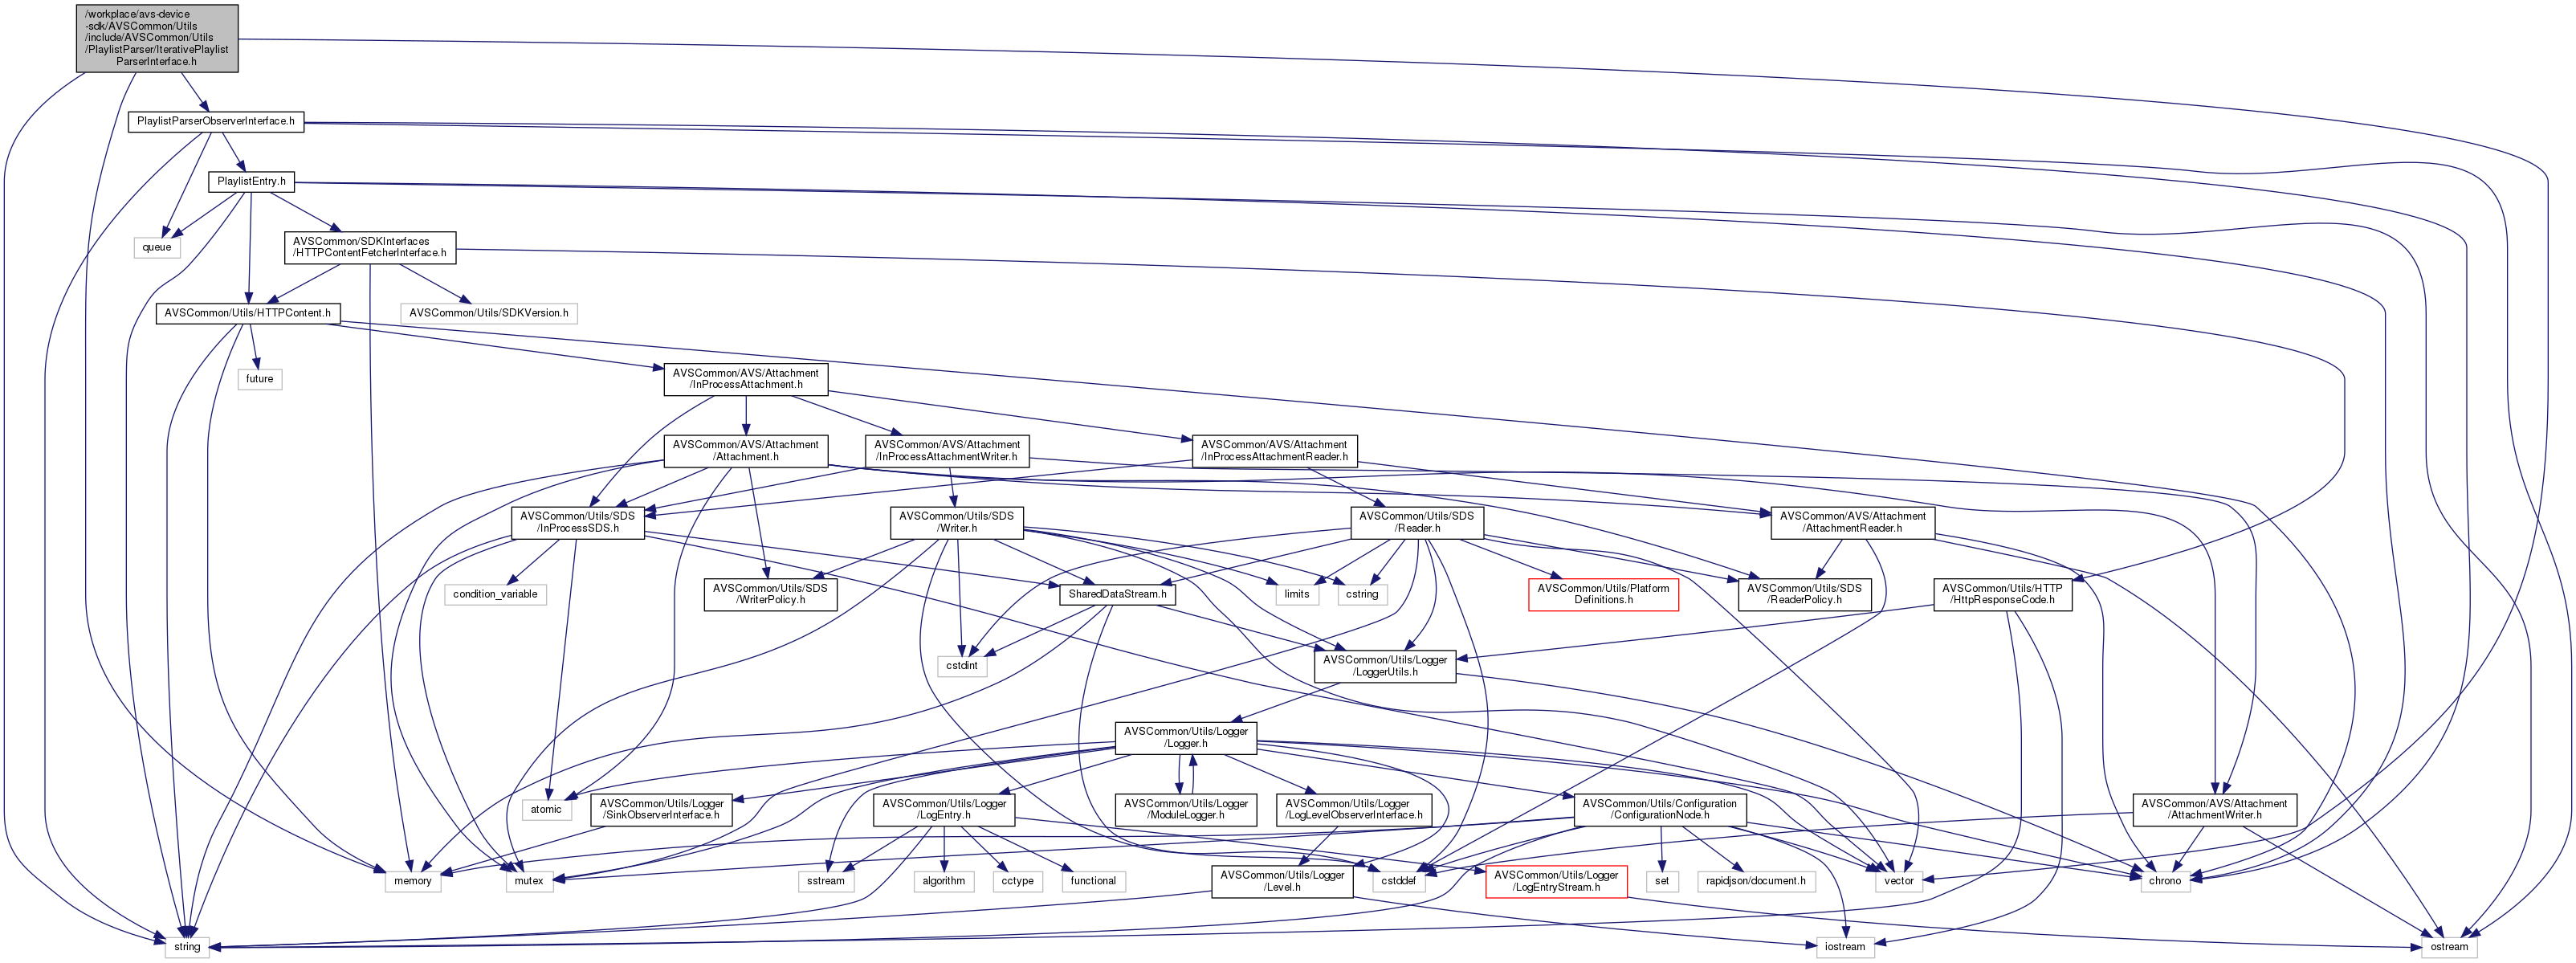 /workplace/avs-device
-sdk/AVSCommon/Utils
/include/AVSCommon/Utils
/PlaylistParser/IterativePlaylist
ParserInterface.h
PlaylistParserObserverInterface.h
PlaylistEntry.h
queue
AVSCommon/SDKInterfaces
/HTTPContentFetcherInterface.h
AVSCommon/Utils/HTTPContent.h
AVSCommon/Utils/SDKVersion.h
future
AVSCommon/AVS/Attachment
/InProcessAttachment.h
AVSCommon/AVS/Attachment
/Attachment.h
AVSCommon/AVS/Attachment
/InProcessAttachmentWriter.h
AVSCommon/AVS/Attachment
/InProcessAttachmentReader.h
AVSCommon/Utils/SDS
/InProcessSDS.h
AVSCommon/Utils/SDS
/Writer.h
AVSCommon/Utils/SDS
/Reader.h
AVSCommon/AVS/Attachment
/AttachmentReader.h
condition_variable
AVSCommon/Utils/SDS
/WriterPolicy.h
SharedDataStream.h
limits
cstring
AVSCommon/Utils/Platform
Definitions.h
AVSCommon/Utils/SDS
/ReaderPolicy.h
AVSCommon/Utils/HTTP
/HttpResponseCode.h
cstdint
AVSCommon/Utils/Logger
/LoggerUtils.h
AVSCommon/Utils/Logger
/Logger.h
atomic
AVSCommon/Utils/Logger
/SinkObserverInterface.h
AVSCommon/Utils/Logger
/LogEntry.h
AVSCommon/Utils/Logger
/ModuleLogger.h
AVSCommon/Utils/Logger
/LogLevelObserverInterface.h
AVSCommon/Utils/Configuration
/ConfigurationNode.h
AVSCommon/AVS/Attachment
/AttachmentWriter.h
memory
mutex
sstream
algorithm
cctype
functional
AVSCommon/Utils/Logger
/Level.h
cstddef
AVSCommon/Utils/Logger
/LogEntryStream.h
set
rapidjson/document.h
vector
chrono
string
iostream
ostream